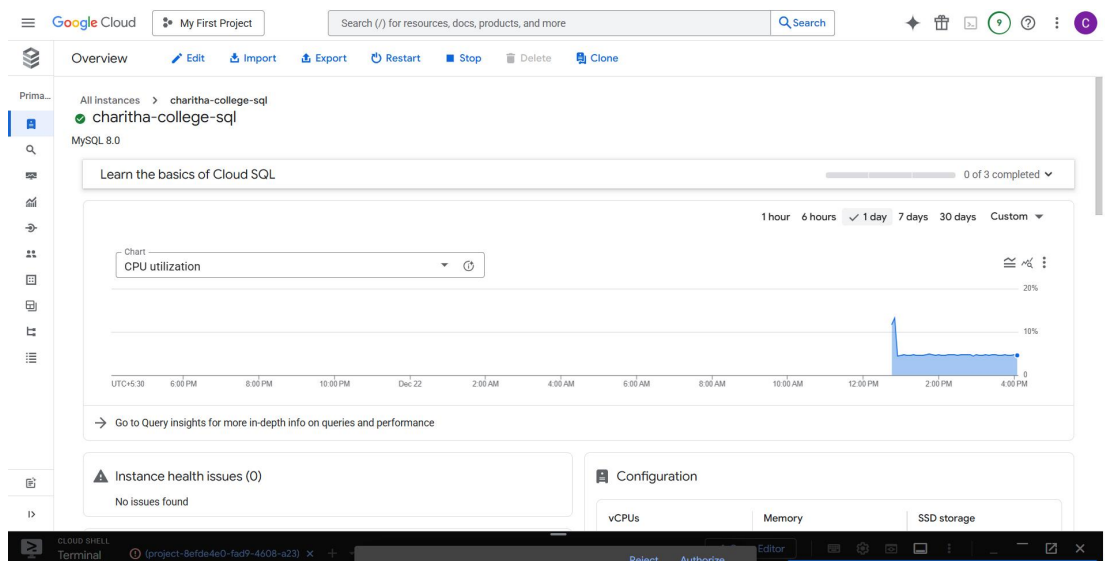 Google Cloud
My First Project
Search (/) for resources, docs, products, and more
Search
9
C
Overview
Edit
Import
Export
Restart
Stop
Delete
Clone
Prima...
All instances > charitha-college-sql
charitha-college-sql
MySQL 8.0
Learn the basics of Cloud SQL
0 of 3 completed
1 hour 6 hours 1 day 7 days 30 days Custom
Chart
CPU utilization
20%
10%
0
UTC+5:30 6:00 PM 8:00 PM 10:00 PM Dec 22 2:00 AM 4:00 AM 6:00 AM 8:00 AM 10:00 AM 12:00 PM 2:00 PM 4:00 PM
Go to Query insights for more in-depth info on queries and performance
Instance health issues (0)
No issues found
Configuration
vCPUs Memory SSD storage
CLOUD SHELL
Terminal
(project-8efde4e0-fad9-4608-a23)
Editor
Reject Authorize